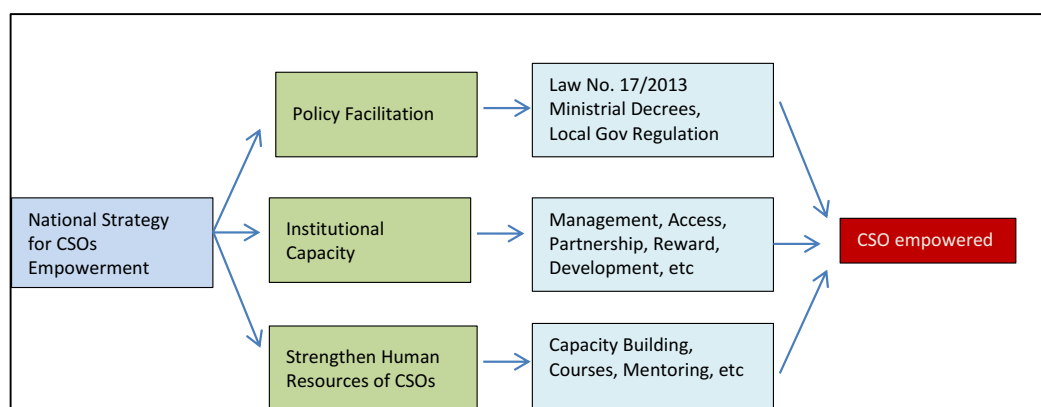 National Strategy
for CSOs
Empowerment
Policy Facilitation
Institutional
Capacity
Strengthen Human
Resources of CSOs
Law No. 17/2013
Ministrial Decrees,
Local Gov Regulation
Management, Access,
Partnership, Reward,
Development, etc
Capacity Building,
Courses, Mentoring, etc
CSO empowered